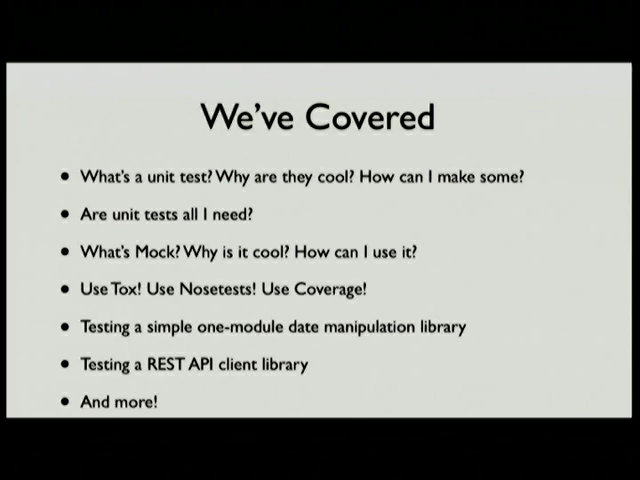 We've Covered
• What's a unit test? Why are they cool? How can I make some?
• Are unit tests all I need?
• What's Mock? Why is it cool? How can I use it?
• Use Tox! Use Nosetests! Use Coverage!
• Testing a simple one-module date manipulation library
• Testing a REST API client library
• And more!